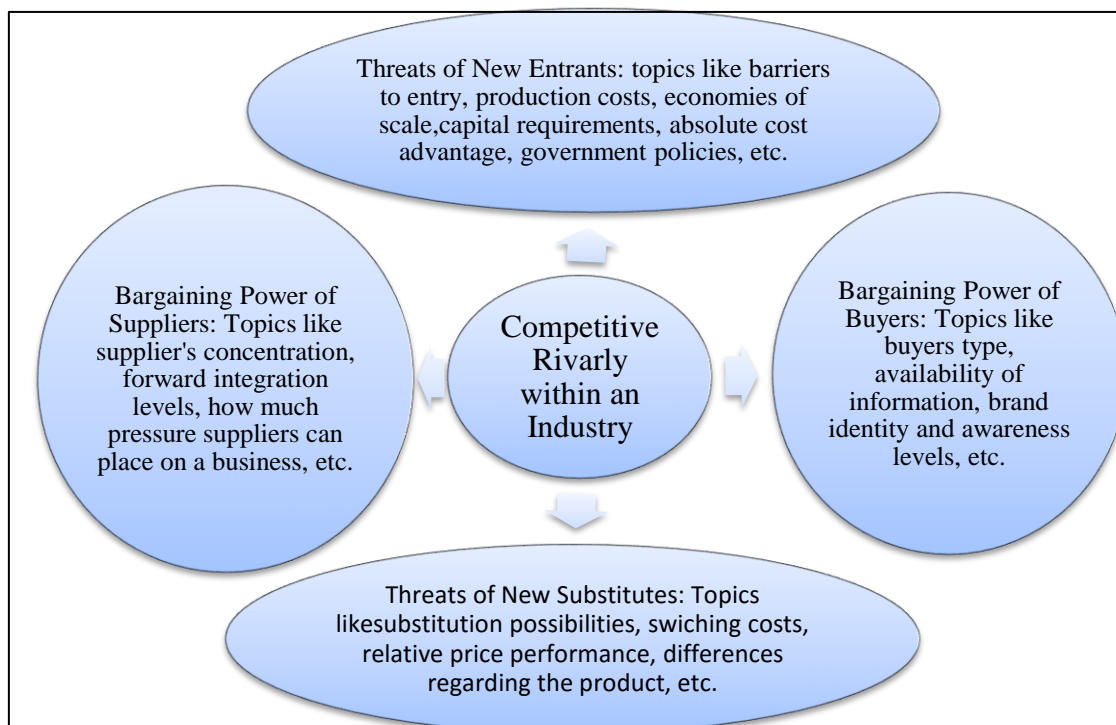 Threats of New Entrants: topics like barriers
to entry, production costs, economies of
scale,capital requirements, absolute cost
advantage, government policies, etc.
Bargaining Power of
Suppliers: Topics like
supplier's concentration,
forward integration
levels, how much
pressure suppliers can
place on a business, etc.
Competitive
Rivarly
within an
Industry
Bargaining Power of
Buyers: Topics like
buyers type,
availability of
information, brand
identity and awareness
levels, etc.
Threats of New Substitutes: Topics
likesubstitution possibilities, swiching costs,
relative price performance, differences
regarding the product, etc.